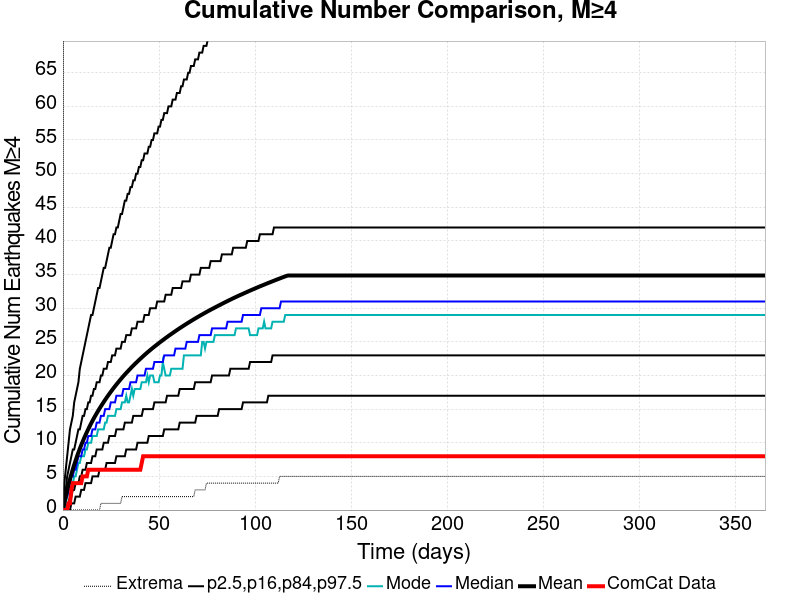 Cumulative Number Comparison, M≥4
Cumulative Num Earthquakes M≥4
65
60
55
50
45
40
35
30
25
20
15
10
5
0
0 50 100 150 200 250 300 350
Time (days)
Extrema p2.5,p16,p84,p97.5 Mode Median Mean ComCat Data